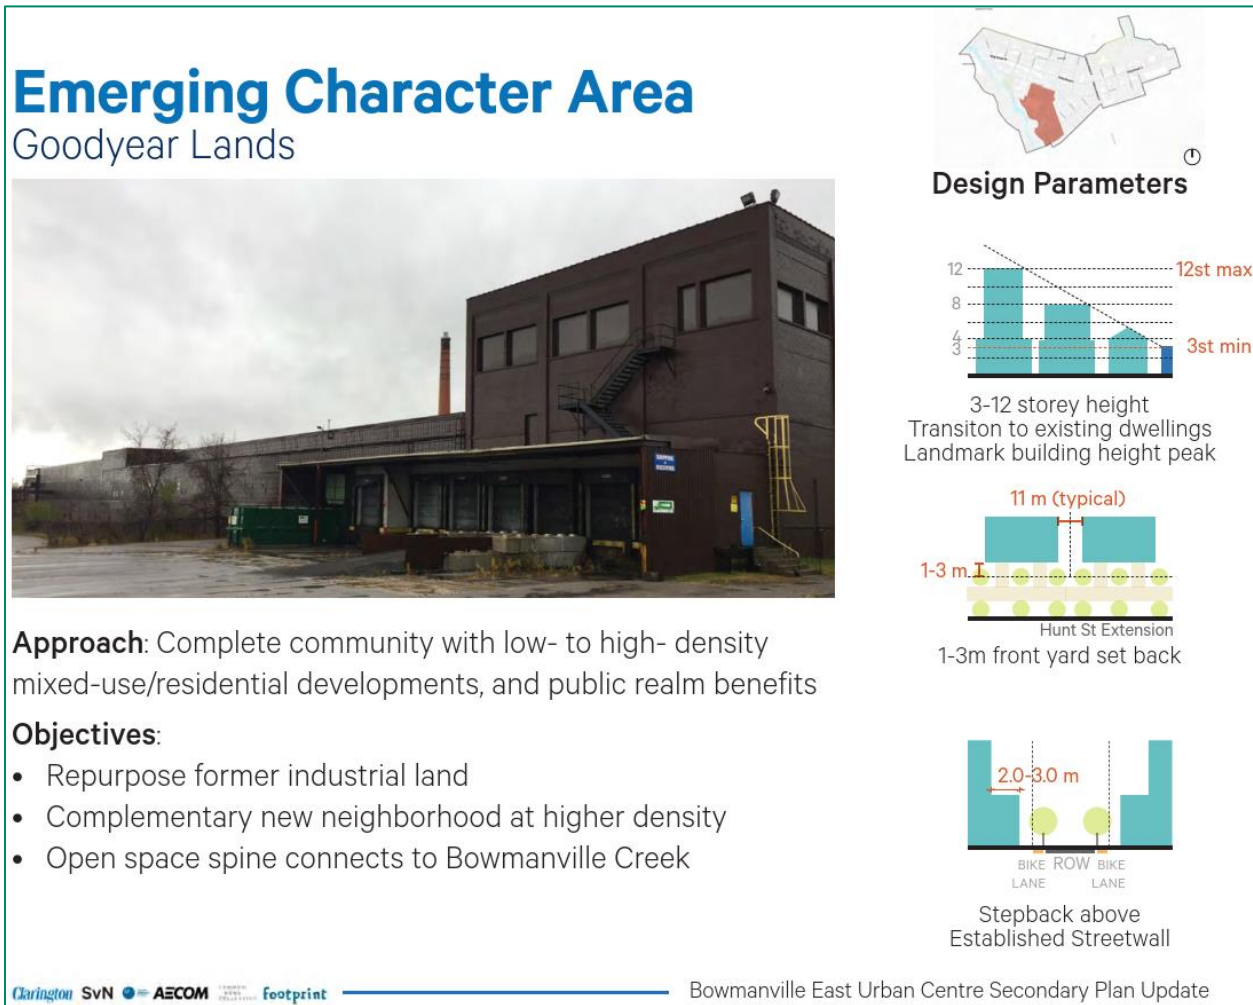 Emerging Character Area
Goodyear Lands
Approach: Complete community with low- to high- density
mixed-use/residential developments, and public realm benefits
Objectives:
• Repurpose former industrial land
• Complementary new neighborhood at higher density
• Open space spine connects to Bowmanville Creek
Design Parameters
12
8
4
3
12st max
3st min
3-12 storey height
Transiton to existing dwellings
Landmark building height peak
11 m (typical)
1-3 m
Hunt St Extension
1-3m front yard set back
2.0-3.0 m
BIKE LANE
ROW
BIKE LANE
Stepback above
Established Streetwall
Clarington SvN AECOM footprint
Bowmanville East Urban Centre Secondary Plan Update